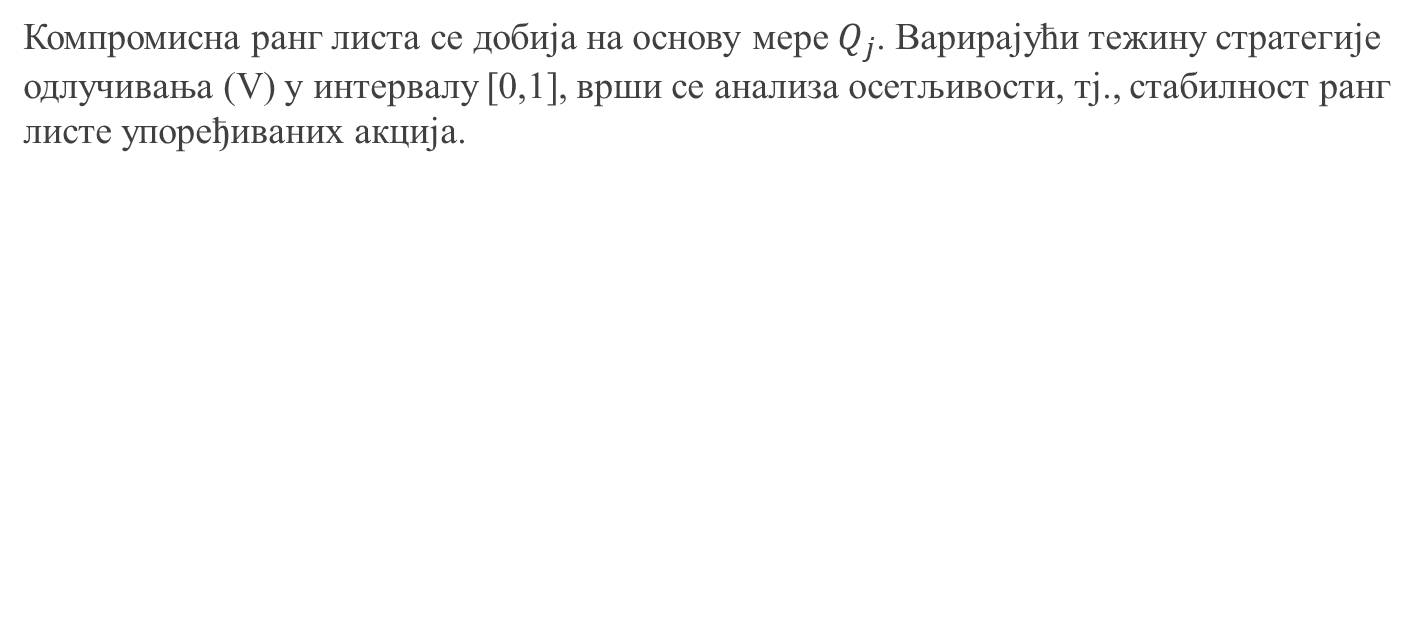 Компромисна ранг листа се добија на основу мере Q_j. Варирајући тежину стратегије
одлучивања (V) у интервалу [0,1], врши се анализа осетљивости, тј., стабилност ранг
листе упоређиваних акција.